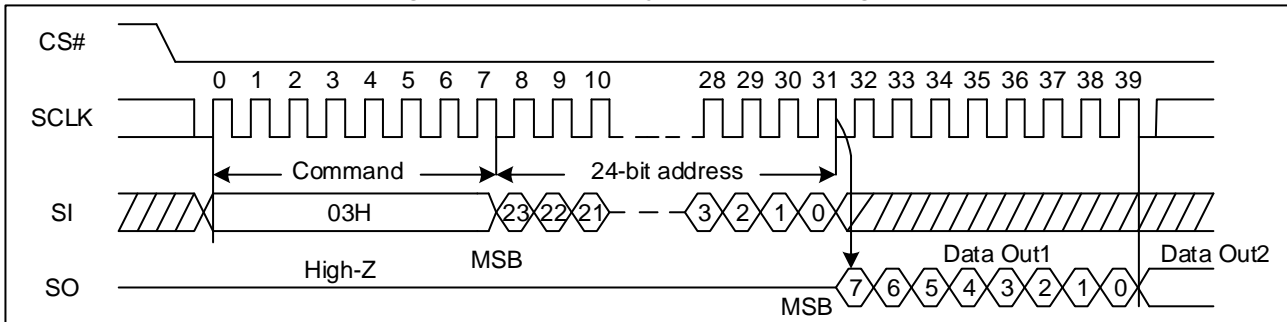 CS#
0 1 2 3 4 5 6 7 8 9 10 28 29 30 31 32 33 34 35 36 37 38 39
SCLK
Command 24-bit address
SI 03H 23 22 21 3 2 1 0
Data Out1 Data Out2
High-Z MSB
SO 7 6 5 4 3 2 1 0
MSB